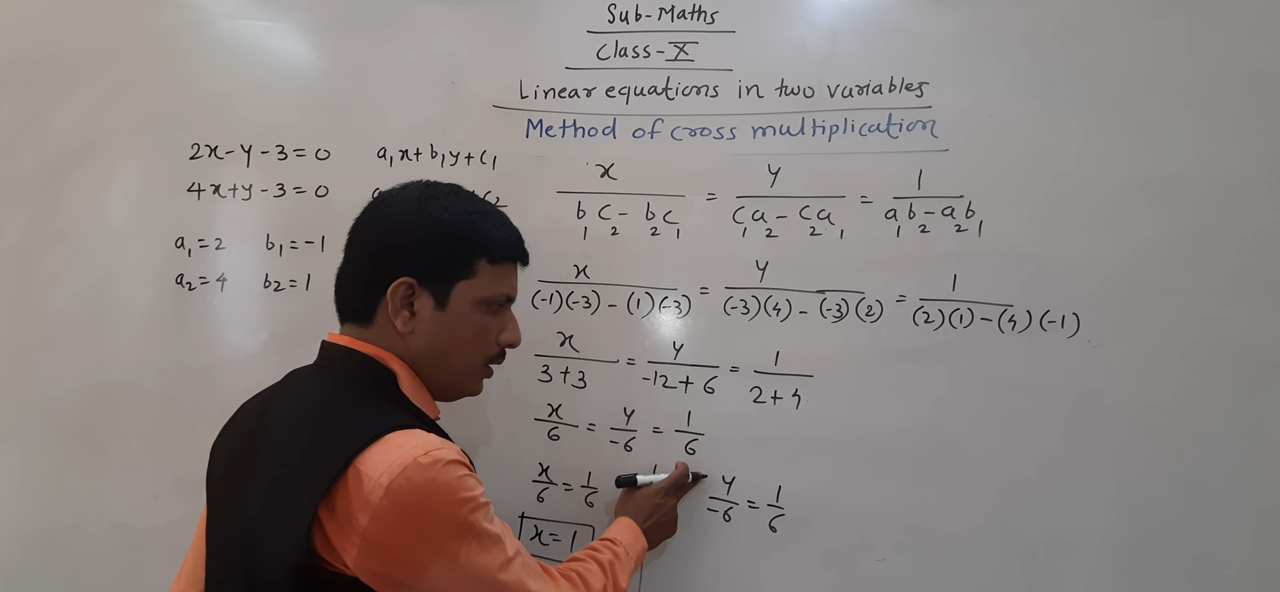 Sub-Maths
Class-X
Linear equations in two variables
Method of cross multiplication
2x-y-3=0 a₁x+b₁y+c₁
4x+y-3=0
a₁=2 b₁=-1
a₂=4 b₂=1
x/(b₁c₂-b₂c₁) = y/(c₁a₂-c₂a₁) = 1/(a₁b₂-a₂b₁)
x/((-1)(-3)-(1)(-3)) = y/((-3)(4)-(-3)(2)) = 1/((2)(1)-(4)(-1))
x/(3+3) = y/(-12+6) = 1/(2+4)
x/6 = y/-6 = 1/6
x/6 = 1/6 y/-6 = 1/6
x=1